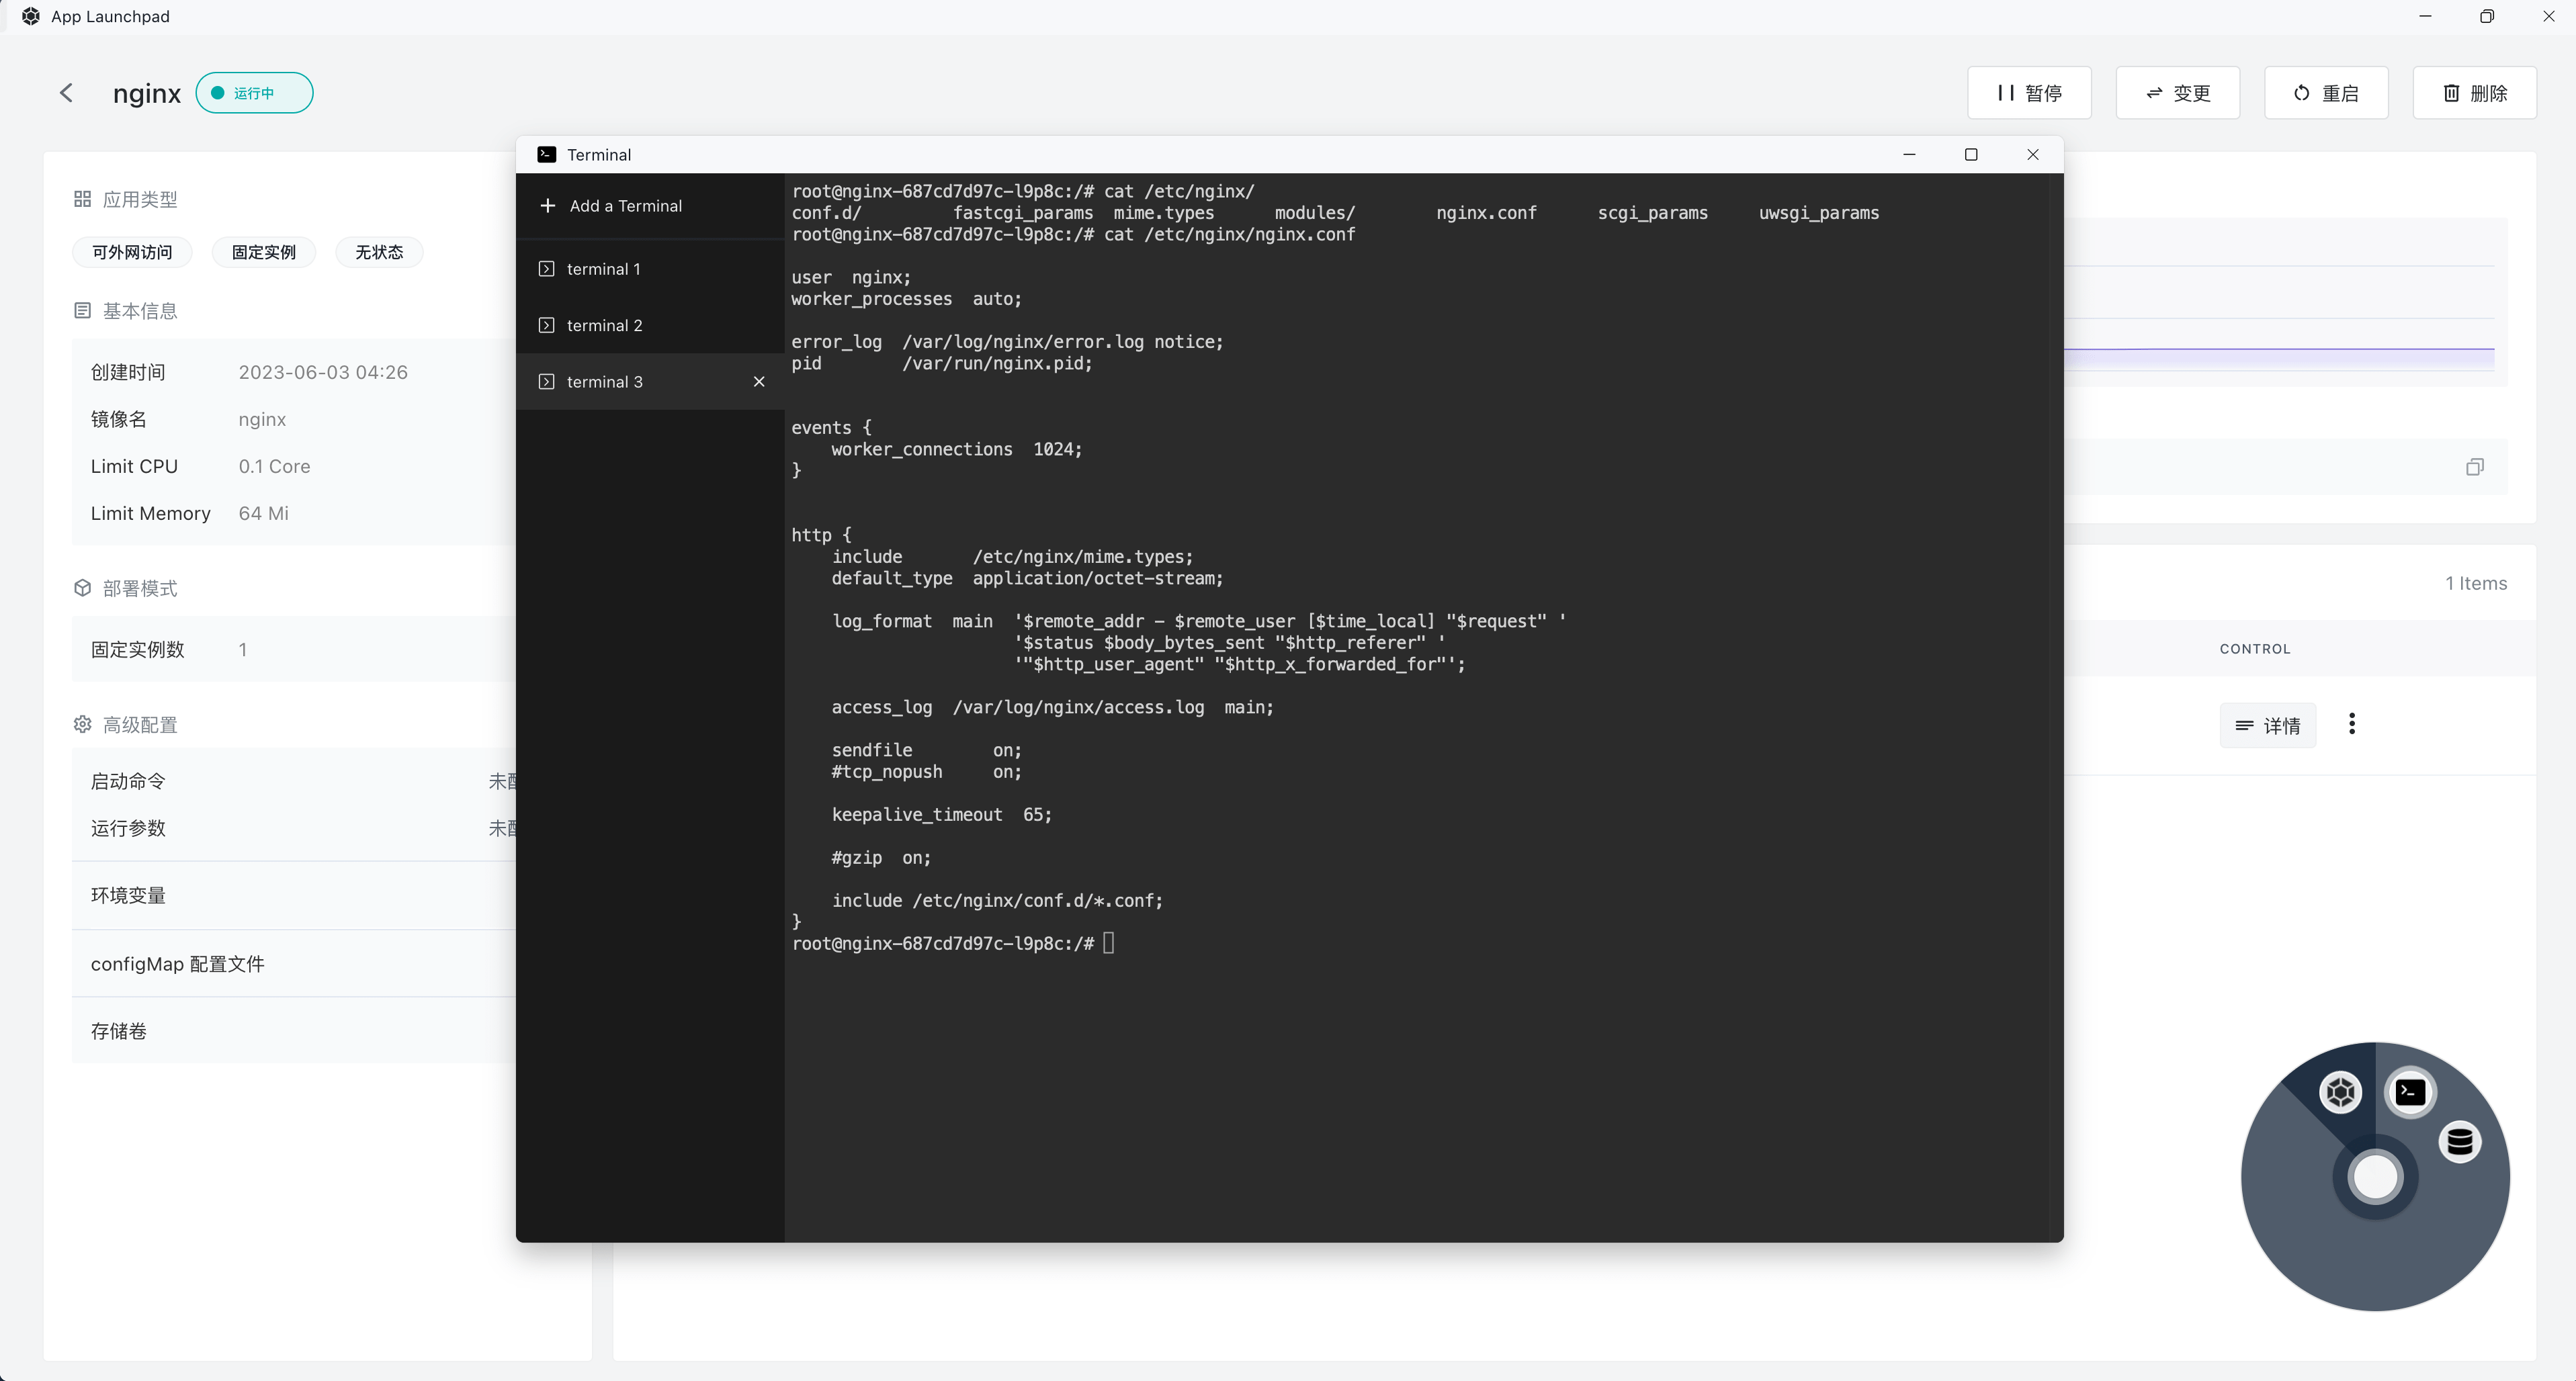 App Launchpad
nginx
运行中
暂停
变更
重启
删除
应用类型
可外网访问 固定实例 无状态
基本信息
创建时间 2023-06-03 04:26
镜像名 nginx
Limit CPU 0.1 Core
Limit Memory 64 Mi
部署模式
固定实例数 1
高级配置
启动命令 未
运行参数 未
环境变量
configMap 配置文件
存储卷
Terminal
Add a Terminal
terminal 1
terminal 2
terminal 3
root@nginx-687cd7d97c-l9p8c:/# cat /etc/nginx/
conf.d/ fastcgi_params mime.types modules/ nginx.conf scgi_params uwsgi_params
root@nginx-687cd7d97c-l9p8c:/# cat /etc/nginx/nginx.conf
user  nginx;
worker_processes  auto;
error_log  /var/log/nginx/error.log notice;
pid        /var/run/nginx.pid;
events {
    worker_connections  1024;
}
http {
    include       /etc/nginx/mime.types;
    default_type  application/octet-stream;
    log_format  main  '$remote_addr - $remote_user [$time_local] "$request" '
                      '$status $body_bytes_sent "$http_referer" '
                      '"$http_user_agent" "$http_x_forwarded_for"';
    access_log  /var/log/nginx/access.log  main;
    sendfile        on;
    #tcp_nopush     on;
    keepalive_timeout  65;
    #gzip  on;
    include /etc/nginx/conf.d/*.conf;
}
root@nginx-687cd7d97c-l9p8c:/#
1 Items
CONTROL
详情